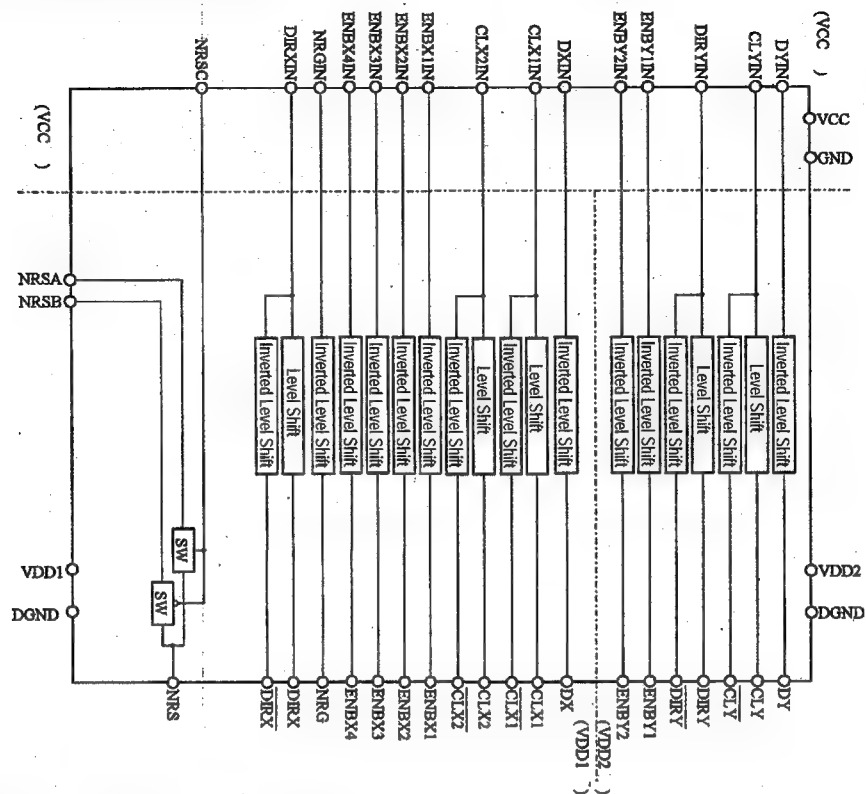 (VCC )
NRSC
DIRXIN
NRGIN
ENBX4IN
ENBX3IN
ENBX2IN
ENBX1IN
CLX2IN
CLX1IN
DXIN
ENBY2IN
ENBY1IN
DIRYIN
CLYIN
DYIN
(VCC )
VCC
GND
NRSA
NRSB
Inverted Level Shift
Level Shift
Inverted Level Shift
Inverted Level Shift
Inverted Level Shift
Inverted Level Shift
Inverted Level Shift
Inverted Level Shift
Level Shift
Inverted Level Shift
Level Shift
Inverted Level Shift
Inverted Level Shift
Inverted Level Shift
Inverted Level Shift
Level Shift
Inverted Level Shift
Level Shift
Inverted Level Shift
SW
SW
VDD1
DGND
VDD2
DGND
NRS
DIRX
DIRX
NRG
ENBX4
ENBX3
ENBX2
ENBX1
CLX2
CLX2
CLX1
CLX1
DX
ENBY2
ENBY1
DIRY
DIRY
CLY
CLY
DY
(VDD1 )
(VDD2 )